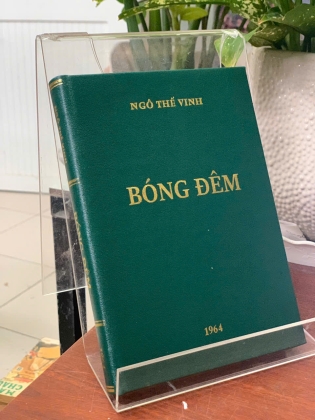 NGÔ THẾ VINH
BÓNG ĐÊM
1964